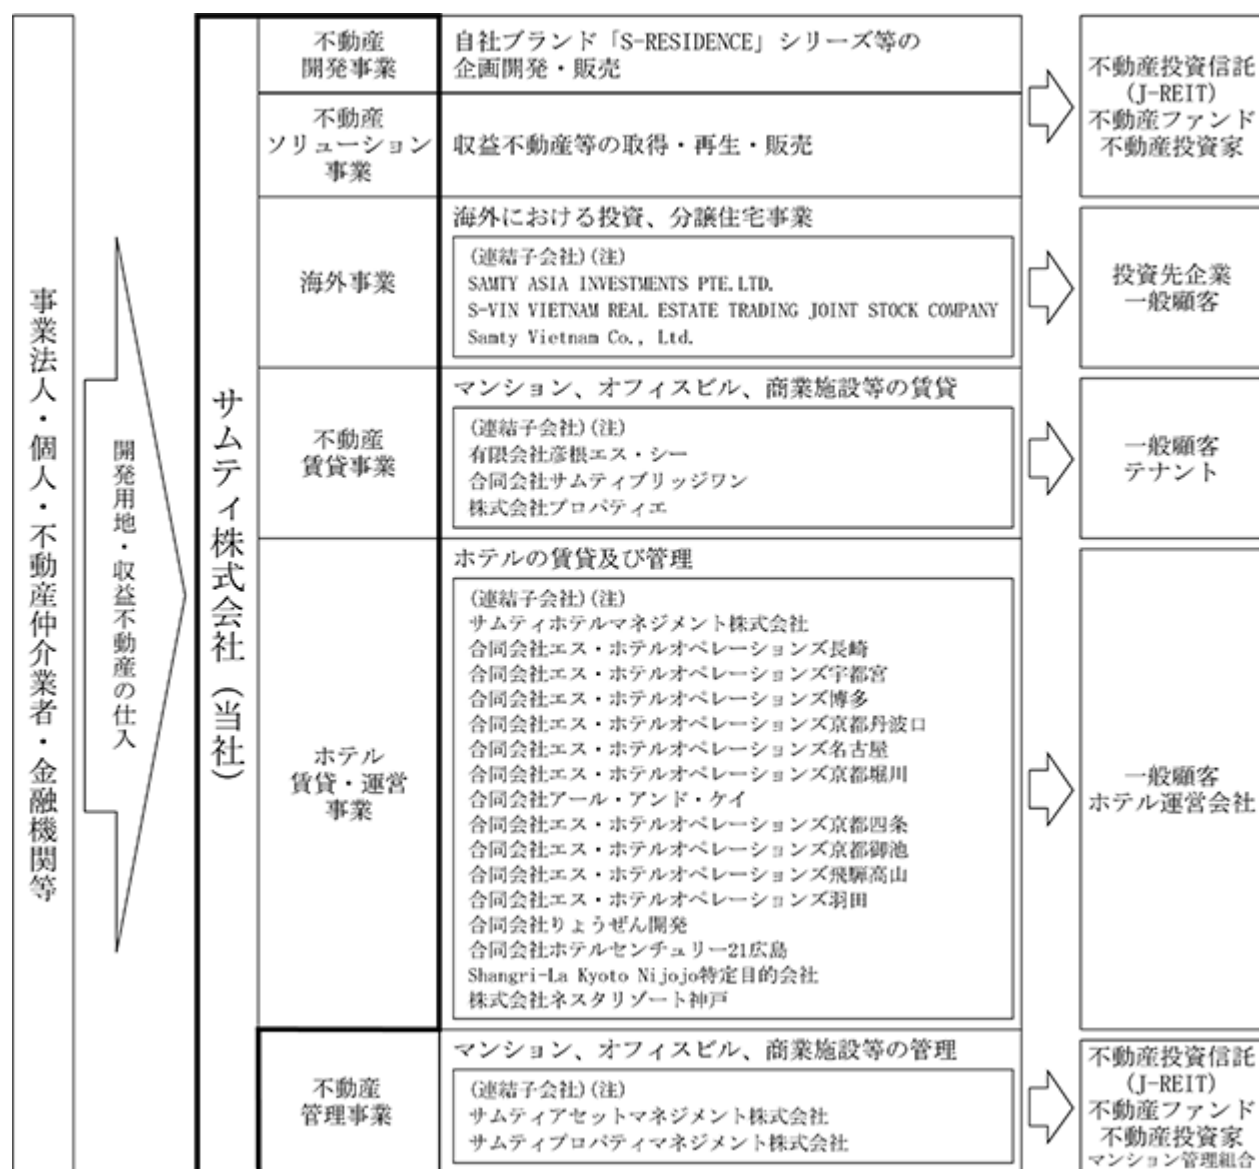 事業法人・個人・不動産仲介業者・金融機関等
開発用地・収益不動産の仕入
サムティ株式会社（当社）
不動産
開発事業
自社ブランド「S-RESIDENCE」シリーズ等の
企画開発・販売
不動産
ソリューション
事業
収益不動産等の取得・再生・販売
不動産投資信託
(J-REIT)
不動産ファンド
不動産投資家
海外事業
海外における投資、分譲住宅事業
(連結子会社)(注)
SAMTY ASIA INVESTMENTS PTE.LTD.
S-VIN VIETNAM REAL ESTATE TRADING JOINT STOCK COMPANY
Samty Vietnam Co., Ltd.
投資先企業
一般顧客
不動産
賃貸事業
マンション、オフィスビル、商業施設等の賃貸
(連結子会社)(注)
有限会社彦根エス・シー
合同会社サムティブリッジワン
株式会社プロパティエ
一般顧客
テナント
ホテル
賃貸・運営
事業
ホテルの賃貸及び管理
(連結子会社)(注)
サムティホテルマネジメント株式会社
合同会社エス・ホテルオペレーションズ長崎
合同会社エス・ホテルオペレーションズ宇都宮
合同会社エス・ホテルオペレーションズ博多
合同会社エス・ホテルオペレーションズ京都丹波口
合同会社エス・ホテルオペレーションズ名古屋
合同会社エス・ホテルオペレーションズ京都堀川
合同会社アール・アンド・ケイ
合同会社エス・ホテルオペレーションズ京都四条
合同会社エス・ホテルオペレーションズ京都御池
合同会社エス・ホテルオペレーションズ飛騨高山
合同会社エス・ホテルオペレーションズ羽田
合同会社りょうぜん開発
合同会社ホテルセンチュリー21広島
Shangri-La Kyoto Nijojo特定目的会社
株式会社ネスタリゾート神戸
一般顧客
ホテル運営会社
不動産
管理事業
マンション、オフィスビル、商業施設等の管理
(連結子会社)(注)
サムティアセットマネジメント株式会社
サムティプロパティマネジメント株式会社
不動産投資信託
(J-REIT)
不動産ファンド
不動産投資家
マンション管理組合